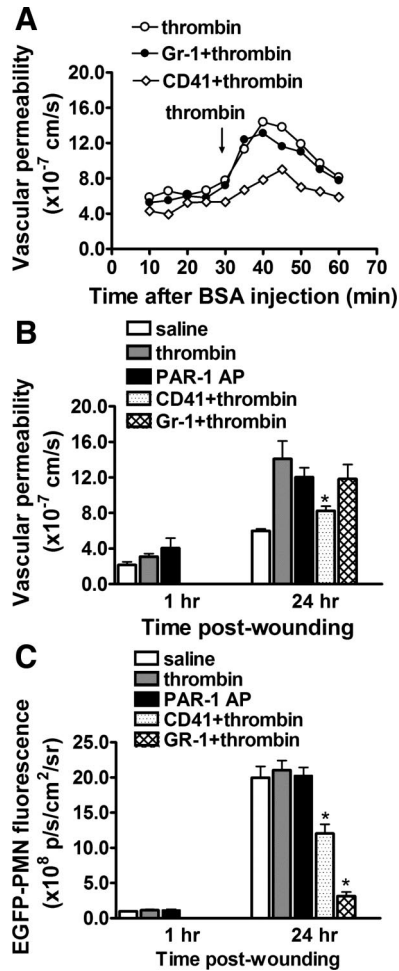 A
thrombin
Gr-1+thrombin
CD41+thrombin
thrombin
Vascular permeability
(x10-7 cm/s)
20.0
16.0
12.0
8.0
4.0
0.0
0 10 20 30 40 50 60 70
Time after BSA injection (min)
B
saline
thrombin
PAR-1 AP
CD41+thrombin
Gr-1+thrombin
Vascular permeability
(x10-7 cm/s)
20.0
16.0
12.0
8.0
4.0
0.0
*
1 hr 24 hr
Time post-wounding
C
saline
thrombin
PAR-1 AP
CD41+thrombin
GR-1+thrombin
EGFP-PMN fluorescence
(x108 p/s/cm2/sr)
25.0
20.0
15.0
10.0
5.0
0.0
*
*
1 hr 24 hr
Time post-wounding